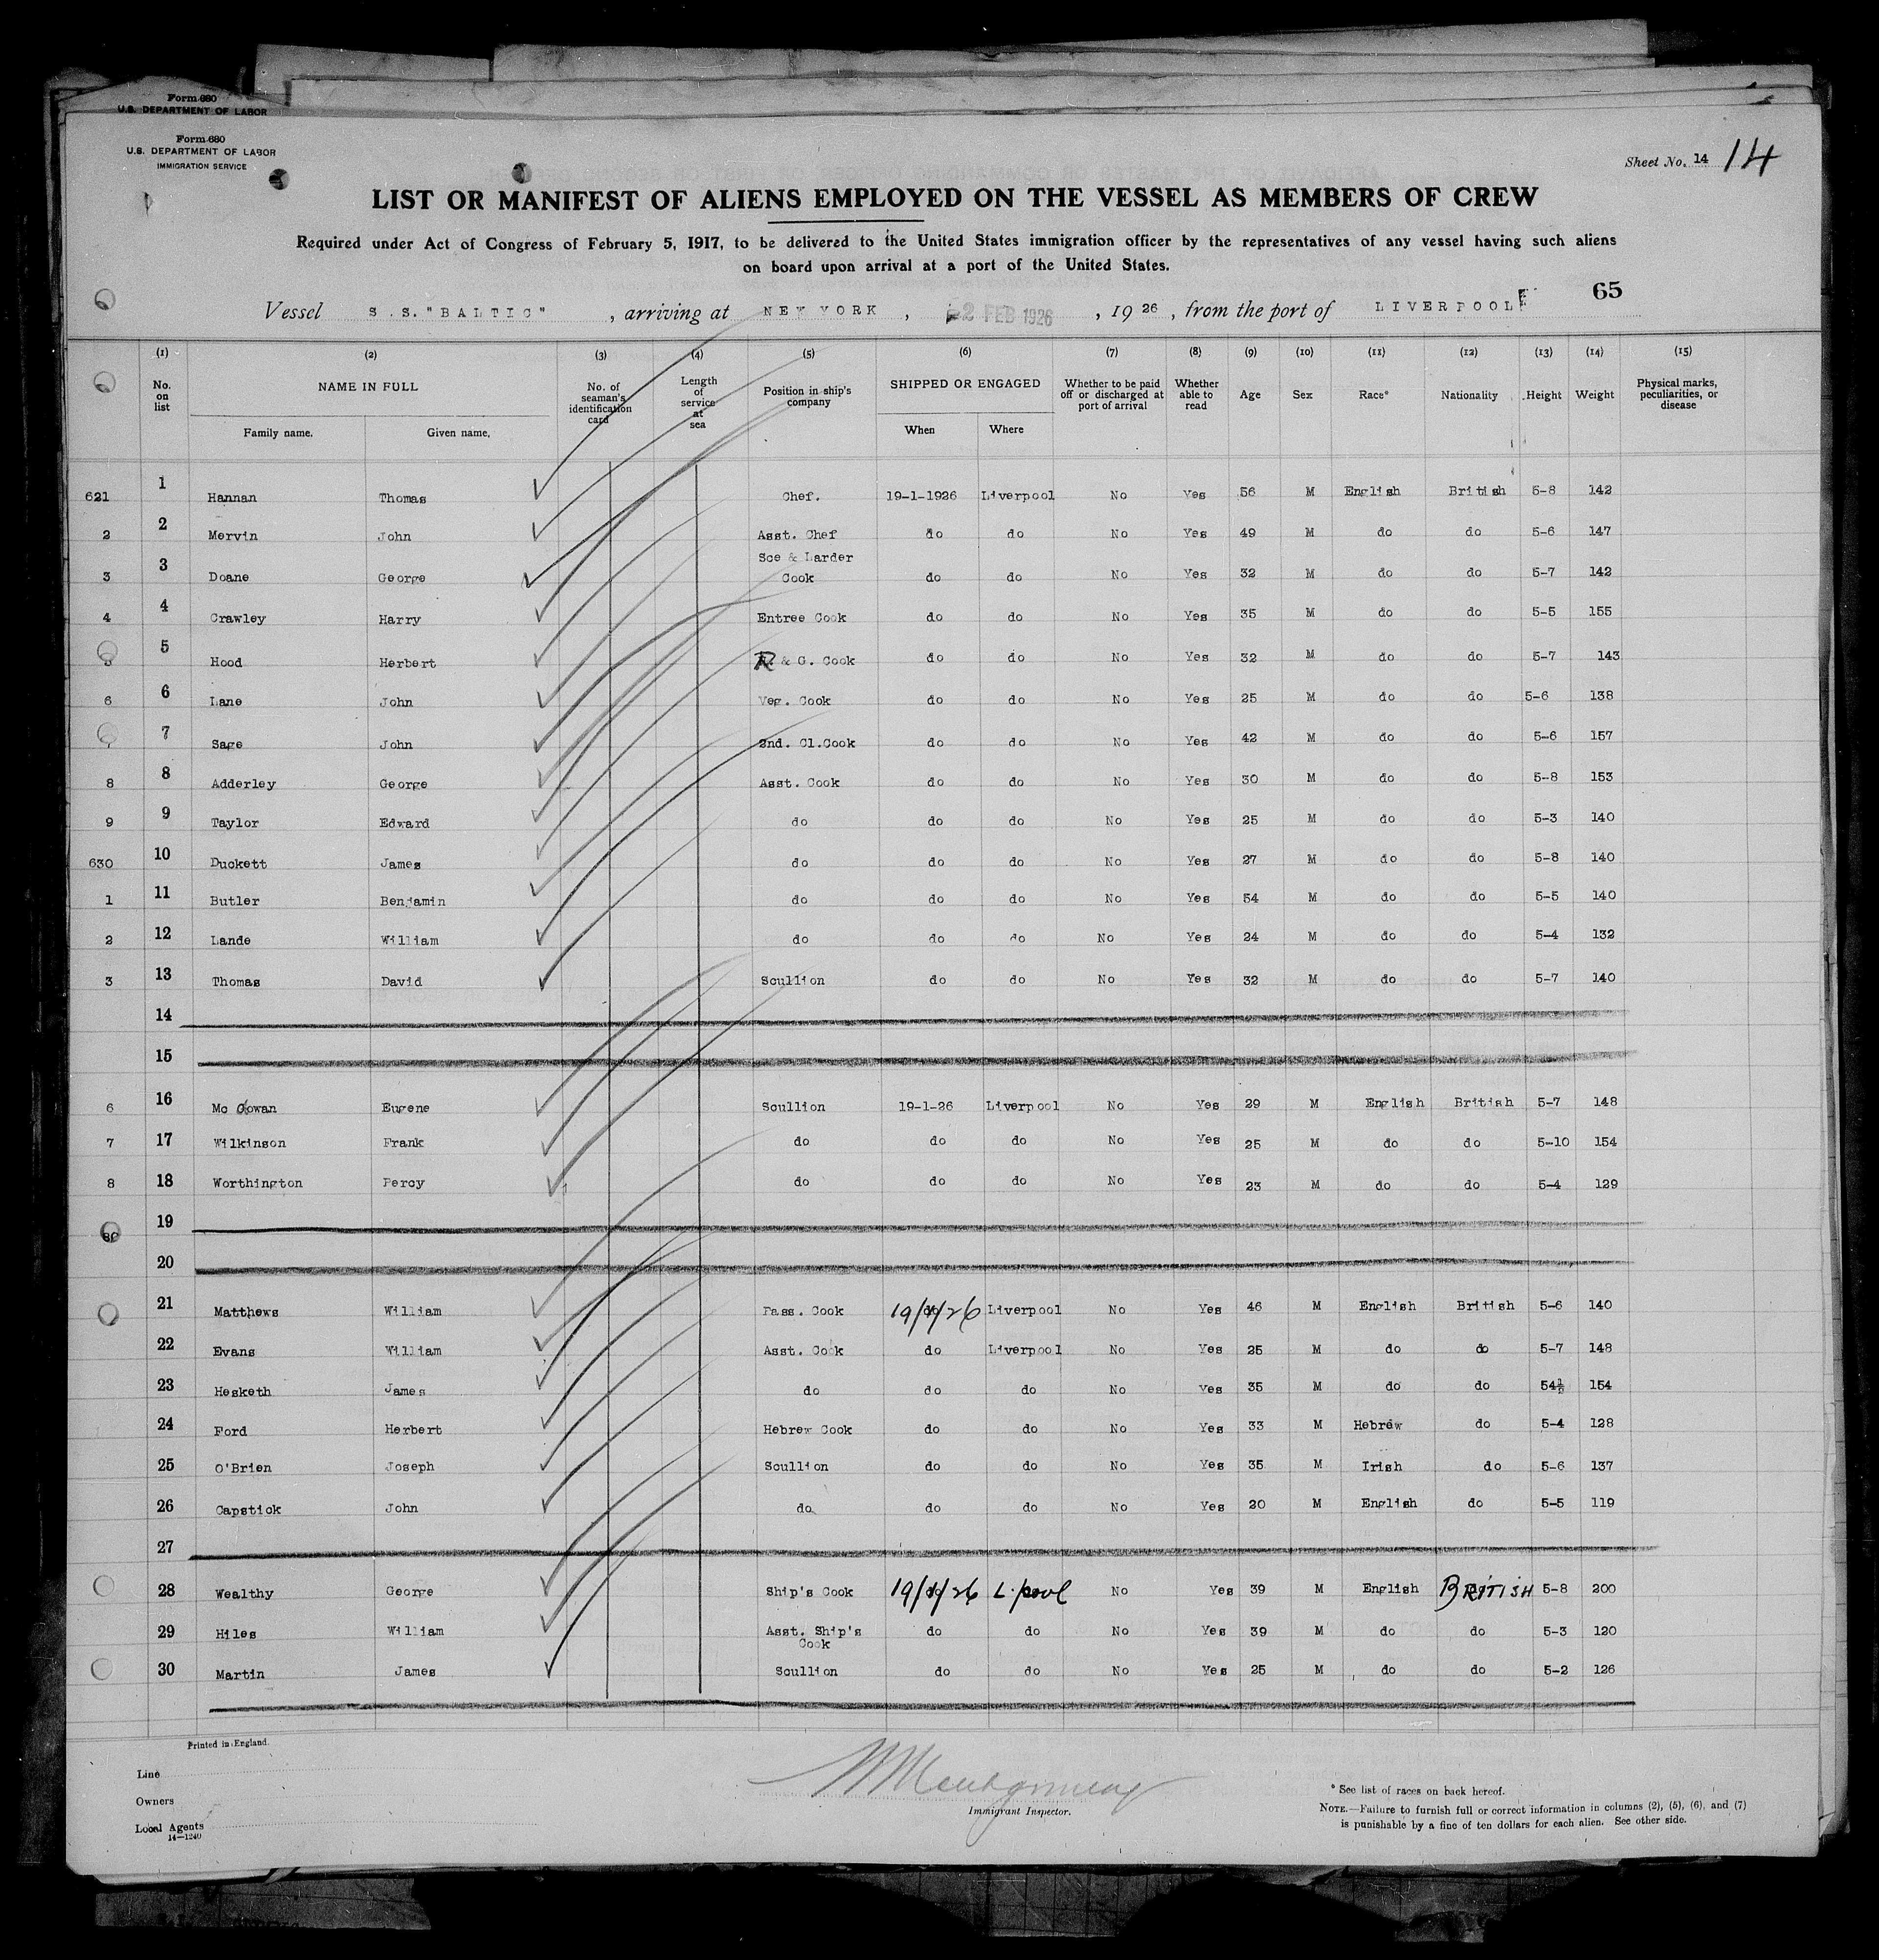 Form 680
U.S. DEPARTMENT OF LABOR
Form 680
U.S. DEPARTMENT OF LABOR
IMMIGRATION SERVICE
Sheet No. 14 14
LIST OR MANIFEST OF ALIENS EMPLOYED ON THE VESSEL AS MEMBERS OF CREW
Required under Act of Congress of February 5, 1917, to be delivered to the United States immigration officer by the representatives of any vessel having such aliens
on board upon arrival at a port of the United States.
65
Vessel S.S. "BALTIC", arriving at NEW YORK, 2 FEB 1926, 1926, from the port of LIVERPOOL
(1) (2) (3) (4) (5) (6) (7) (8) (9) (10) (11) (12) (13) (14) (15)
No. on list NAME IN FULL Family name. Given name. No. of seaman's identification card Length of service at sea Position in ship's company SHIPPED OR ENGAGED When Where Whether to be paid off or discharged at port of arrival Whether able to read Age Sex Race* Nationality Height Weight Physical marks, peculiarities, or disease
621 1 Hannan Thomas Chef. 19-1-1926 Liverpool No Yes 56 M English British 5-8 142
2 2 Mervin John Asst. Chef do do No Yes 49 M do do 5-6 147
3 3 Doane George Sce & Larder Cook do do No Yes 32 M do do 5-7 142
4 4 Crawley Harry Entree Cook do do No Yes 35 M do do 5-5 155
5 Hood Herbert R & G. Cook do do No Yes 32 M do do 5-7 143
6 6 Lane John Veg. Cook do do No Yes 25 M do do 5-6 138
7 Sage John 2nd. Cl.Cook do do No Yes 42 M do do 5-6 157
8 8 Adderley George Asst. Cook do do No Yes 30 M do do 5-8 153
9 9 Taylor Edward do do do No Yes 25 M do do 5-3 140
630 10 Duckett James do do do No Yes 27 M do do 5-8 140
1 11 Butler Benjamin do do do No Yes 54 M do do 5-5 140
2 12 Lande William do do do No Yes 24 M do do 5-4 132
3 13 Thomas David Scullion do do No Yes 32 M do do 5-7 140
14
15
6 16 Mc Gowan Eugene Scullion 19-1-26 Liverpool No Yes 29 M English British 5-7 148
7 17 Wilkinson Frank do do do No Yes 25 M do do 5-10 154
8 18 Worthington Percy do do do No Yes 23 M do do 5-4 129
19
20
21 Matthews William Pass. Cook 19/1/26 Liverpool No Yes 46 M English British 5-6 140
22 Evans William Asst. Cook do Liverpool No Yes 25 M do do 5-7 148
23 Hesketh James do do do No Yes 35 M do do 54½ 154
24 Ford Herbert Hebrew Cook do do No Yes 33 M Hebrew do 5-4 128
25 O'Brien Joseph Scullion do do No Yes 35 M Irish do 5-6 137
26 Capstick John do do do No Yes 20 M English do 5-5 119
27
28 Wealthy George Ship's Cook 19/1/26 L.pool No Yes 39 M English BRITISH 5-8 200
29 Hiles William Asst. Ship's Cook do do No Yes 39 M do do 5-3 120
30 Martin James Scullion do do No Yes 25 M do do 5-2 126
Printed in England.
Line
Owners
Local Agents
14-1240
Montgomery
Immigrant Inspector.
* See list of races on back hereof.
NOTE.—Failure to furnish full or correct information in columns (2), (5), (6), and (7)
is punishable by a fine of ten dollars for each alien. See other side.